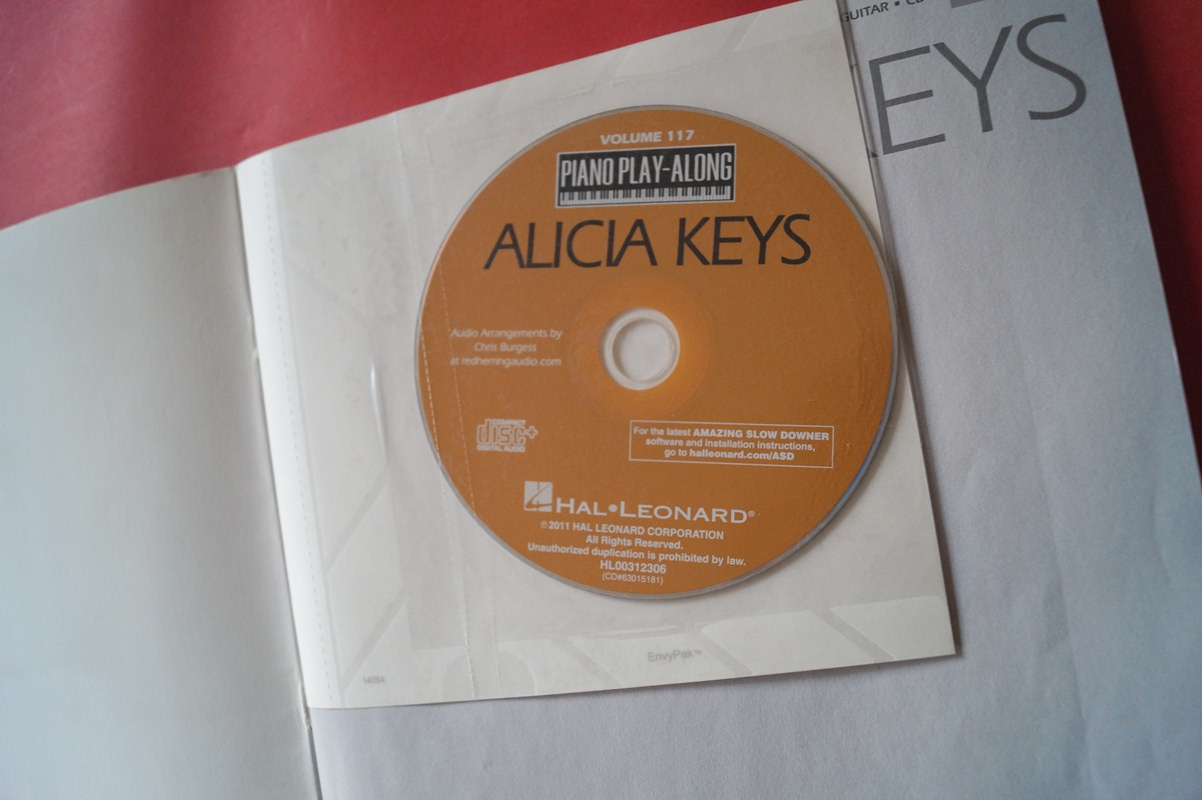 GUITAR • CD
KEYS
VOLUME 117
PIANO PLAY-ALONG
ALICIA KEYS
Audio Arrangements by
Chris Burgess
at redherringaudio.com
COMPACT
disc+
DIGITAL AUDIO
For the latest AMAZING SLOW DOWNER
software and installation instructions,
go to halleonard.com/ASD
HAL•LEONARD®
©2011 HAL LEONARD CORPORATION
All Rights Reserved.
Unauthorized duplication is prohibited by law.
HL00312306
(CD#63015181)
EnvyPak™